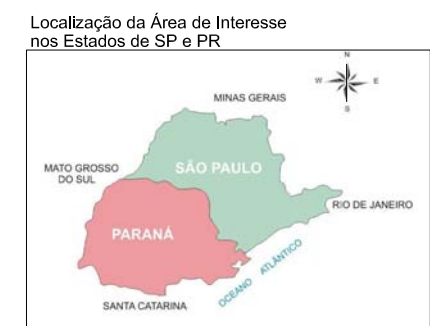 Localização da Área de Interesse
nos Estados de SP e PR
N
W
E
S
MINAS GERAIS
SÃO PAULO
MATO GROSSO
DO SUL
RIO DE JANEIRO
PARANÁ
OCEANO ATLÂNTICO
SANTA CATARINA